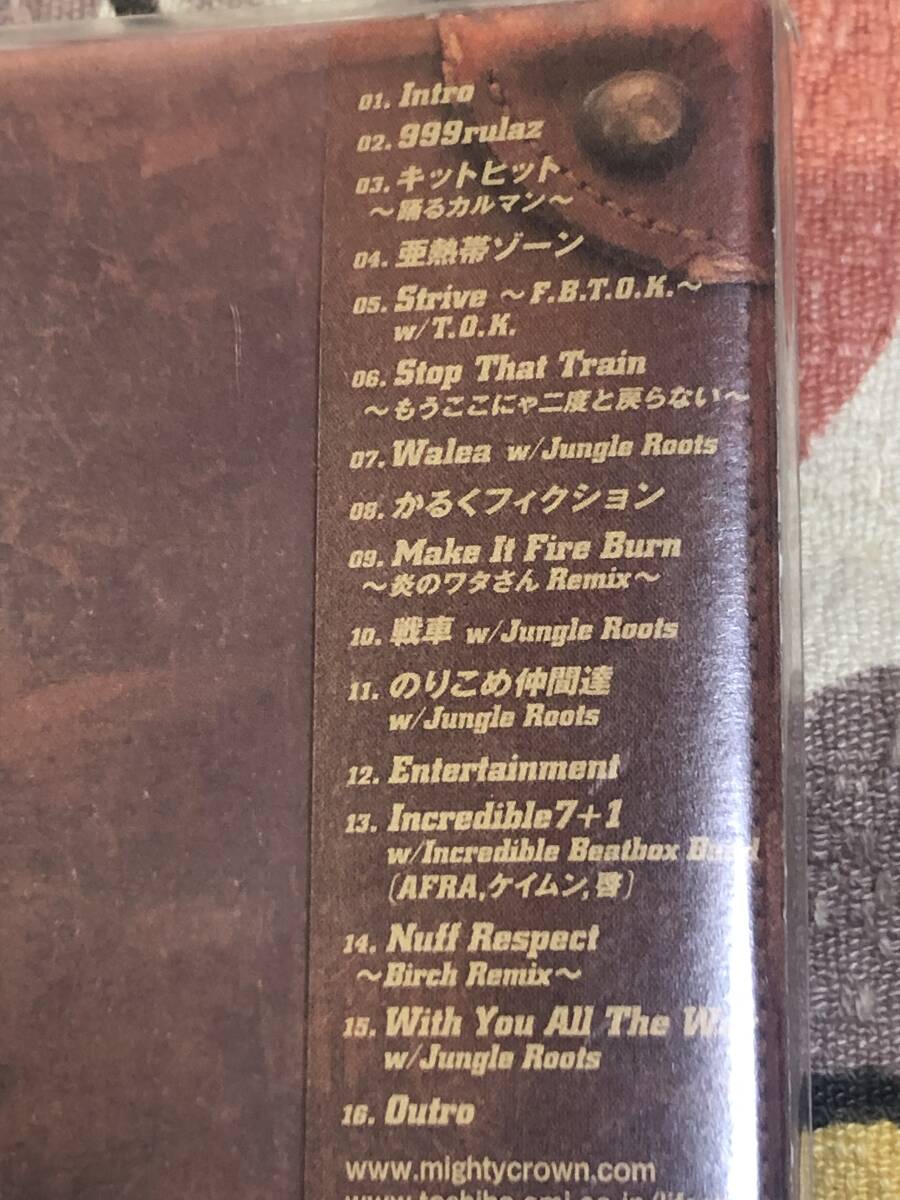 01. Intro
02. 999rulaz
03. キットヒット
～踊るカルマン～
04. 亜熱帯ゾーン
05. Strive ～F.B.T.O.K.～
w/T.O.K.
06. Stop That Train
～もうここにゃ二度と戻らない～
07. Walea w/Jungle Roots
08. かるくフィクション
09. Make It Fire Burn
～炎のワタさん Remix～
10. 戦車 w/Jungle Roots
11. のりこめ仲間達
w/Jungle Roots
12. Entertainment
13. Incredible7+1
w/Incredible Beatbox Band
(AFRA,ケイムン,啓)
14. Nuff Respect
～Birch Remix～
15. With You All The
w/Jungle Roots
16. Outro
www.mightycrown.com